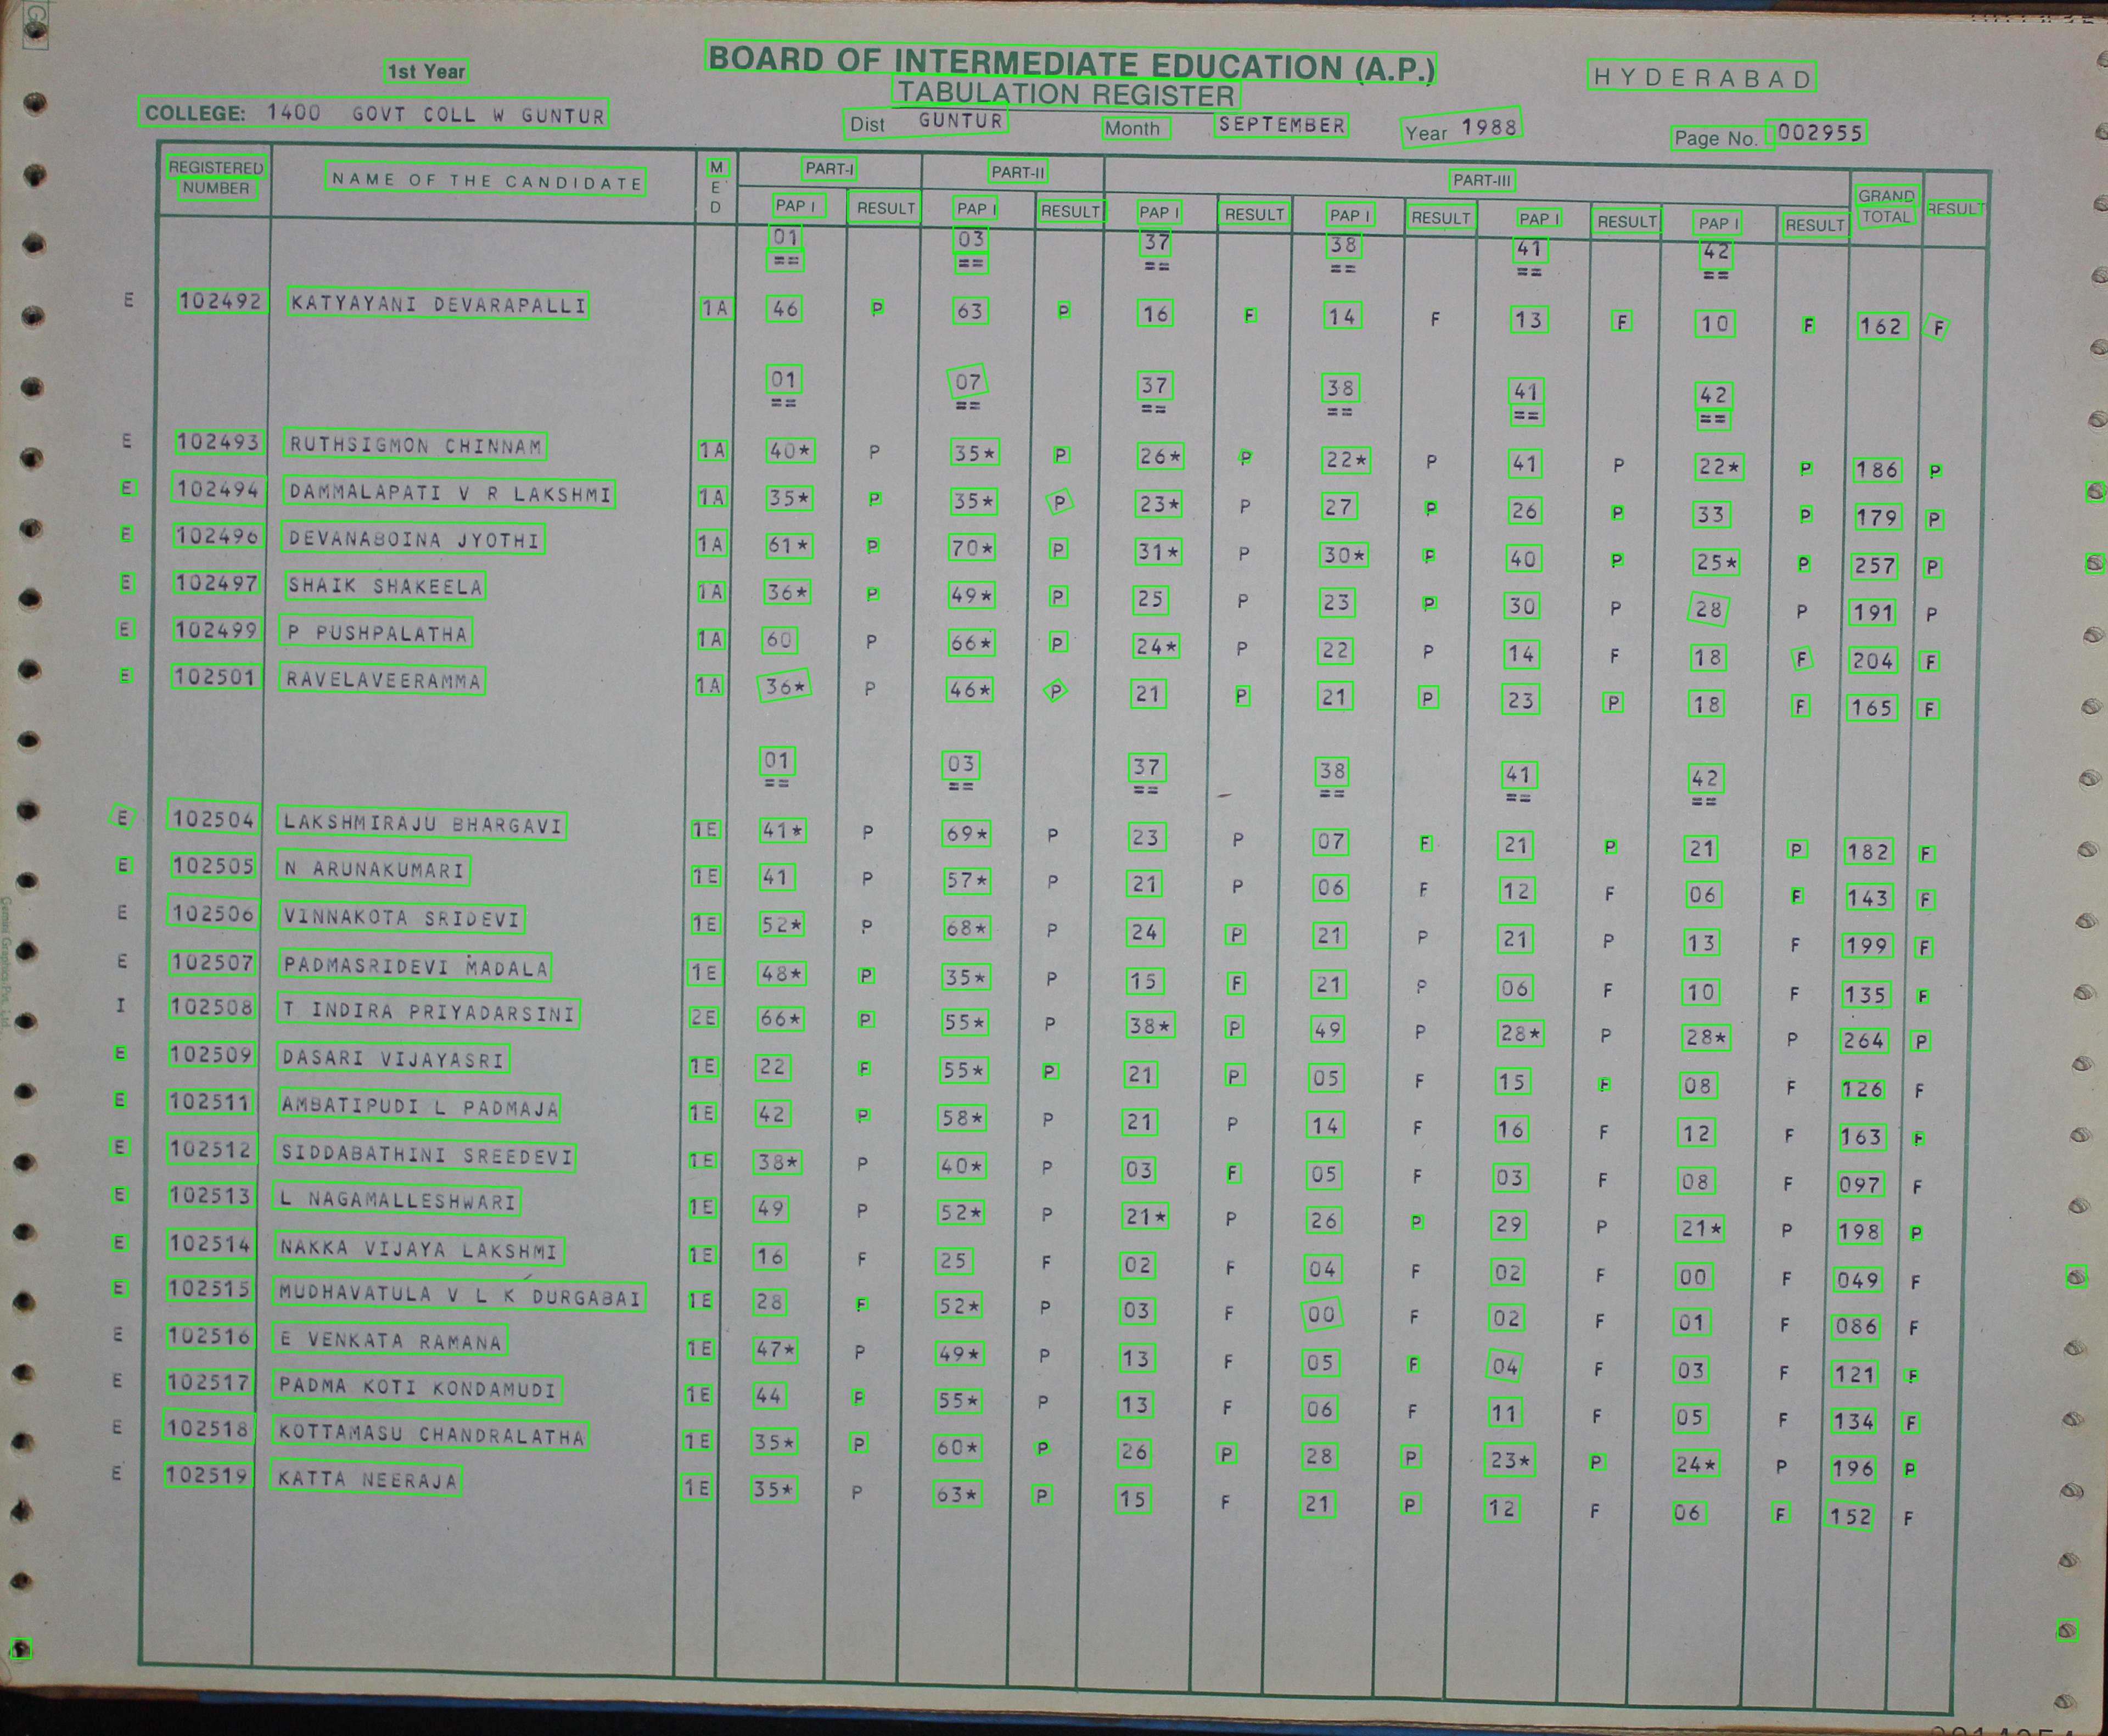 1st Year BOARD OF INTERMEDIATE EDUCATION (A.P.) HYDERABAD
TABULATION REGISTER
COLLEGE: 1400 GOVT COLL W GUNTUR Dist GUNTUR Month SEPTEMBER Year 1988 Page No. 002955
REGISTERED NUMBER NAME OF THE CANDIDATE MED PART-I PART-II PART-III GRAND TOTAL RESULT
PAP I RESULT PAP I RESULT PAP I RESULT PAP I RESULT PAP I RESULT PAP I RESULT
01 03 37 38 41 42
== == == == == ==
E 102492 KATYAYANI DEVARAPALLI 1A 46 P 63 P 16 F 14 F 13 F 10 F 162 F
01 07 37 38 41 42
== == == == == ==
E 102493 RUTHSIGMON CHINNAM 1A 40* P 35* P 26* P 22* P 41 P 22* P 186 P
E 102494 DAMMALAPATI V R LAKSHMI 1A 35* P 35* P 23* P 27 P 26 P 33 P 179 P
E 102496 DEVANABOINA JYOTHI 1A 61* P 70* P 31* P 30* P 40 P 25* P 257 P
E 102497 SHAIK SHAKEELA 1A 36* P 49* P 25 P 23 P 30 P 28 P 191 P
E 102499 P PUSHPALATHA 1A 60 P 66* P 24* P 22 P 14 F 18 F 204 F
E 102501 RAVELAVEERAMMA 1A 36* P 46* P 21 P 21 P 23 P 18 F 165 F
01 03 37 38 41 42
== == == == == ==
E 102504 LAKSHMIRAJU BHARGAVI 1E 41* P 69* P 23 P 07 F 21 P 21 P 182 F
E 102505 N ARUNAKUMARI 1E 41 P 57* P 21 P 06 F 12 F 06 F 143 F
E 102506 VINNAKOTA SRIDEVI 1E 52* P 68* P 24 P 21 P 21 P 13 F 199 F
E 102507 PADMASRIDEVI MADALA 1E 48* P 35* P 15 F 21 P 06 F 10 F 135 F
I 102508 T INDIRA PRIYADARSINI 2E 66* P 55* P 38* P 49 P 28* P 28* P 264 P
E 102509 DASARI VIJAYASRI 1E 22 F 55* P 21 P 05 F 15 F 08 F 126 F
E 102511 AMBATIPUDI L PADMAJA 1E 42 P 58* P 21 P 14 F 16 F 12 F 163 F
E 102512 SIDDABATHINI SREEDEVI 1E 38* P 40* P 03 F 05 F 03 F 08 F 097 F
E 102513 L NAGAMALLESHWARI 1E 49 P 52* P 21* P 26 P 29 P 21* P 198 P
E 102514 NAKKA VIJAYA LAKSHMI 1E 16 F 25 F 02 F 04 F 02 F 00 F 049 F
E 102515 MUDHAVATULA V L K DURGABAI 1E 28 F 52* P 03 F 00 F 02 F 01 F 086 F
E 102516 E VENKATA RAMANA 1E 47* P 49* P 13 F 05 F 04 F 03 F 121 F
E 102517 PADMA KOTI KONDAMUDI 1E 44 P 55* P 13 F 06 F 11 F 05 F 134 F
E 102518 KOTTAMASU CHANDRALATHA 1E 35* P 60* P 26 P 28 P 23* P 24* P 196 P
E 102519 KATTA NEERAJA 1E 35* P 63* P 15 F 21 P 12 F 06 F 152 F
Gemini Graphics Pvt. Ltd.